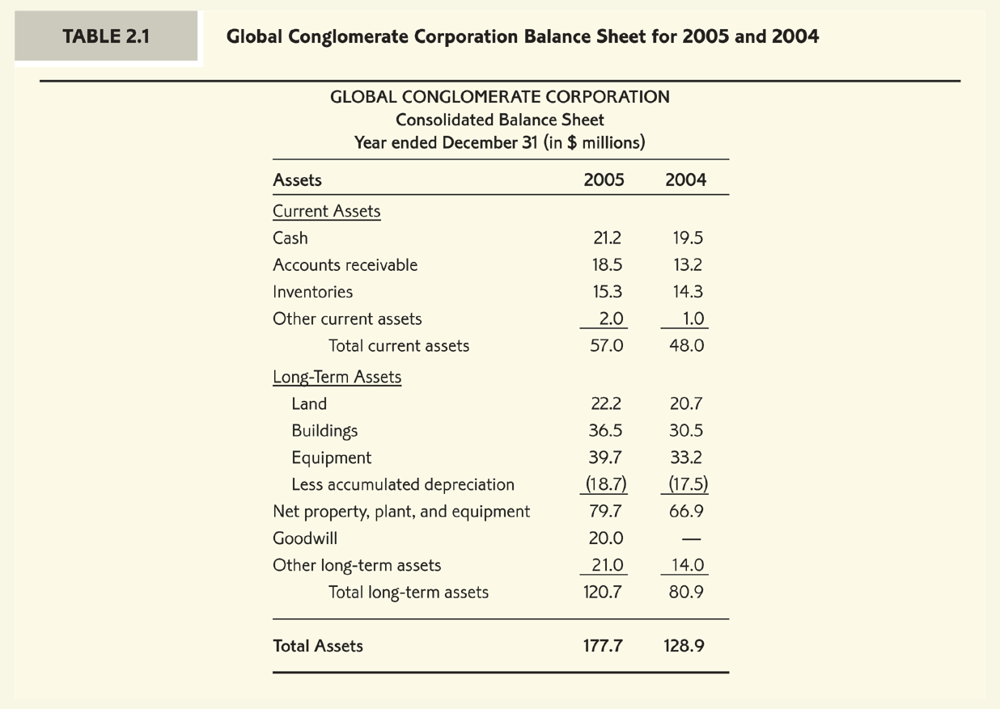 TABLE 2.1 Global Conglomerate Corporation Balance Sheet for 2005 and 2004
GLOBAL CONGLOMERATE CORPORATION
Consolidated Balance Sheet
Year ended December 31 (in $ millions)
Assets 2005 2004
Current Assets
Cash 21.2 19.5
Accounts receivable 18.5 13.2
Inventories 15.3 14.3
Other current assets 2.0 1.0
Total current assets 57.0 48.0
Long-Term Assets
Land 22.2 20.7
Buildings 36.5 30.5
Equipment 39.7 33.2
Less accumulated depreciation (18.7) (17.5)
Net property, plant, and equipment 79.7 66.9
Goodwill 20.0 —
Other long-term assets 21.0 14.0
Total long-term assets 120.7 80.9
Total Assets 177.7 128.9